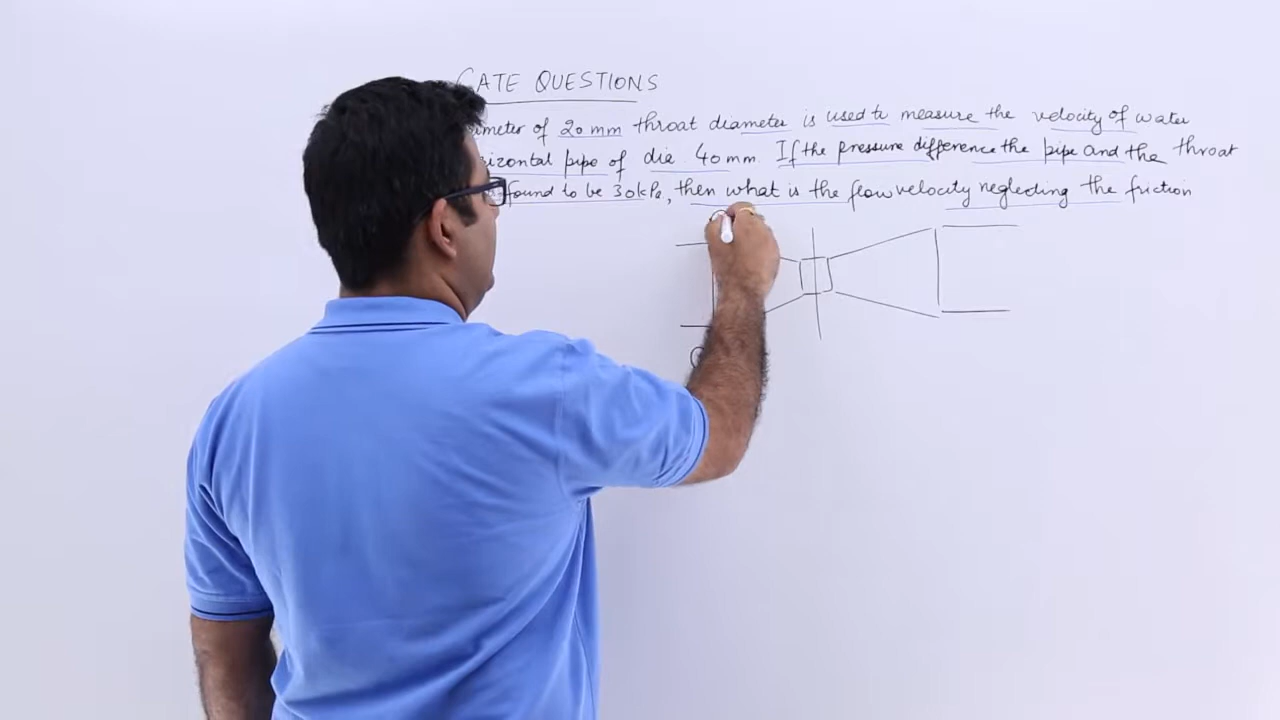 GATE QUESTIONS
meter of 20 mm throat diameter is used to measure the velocity of water
izontal pipe of dia 40 mm. If the pressure difference the pipe and the throat
found to be 30 kPa, then what is the flow velocity neglecting the friction